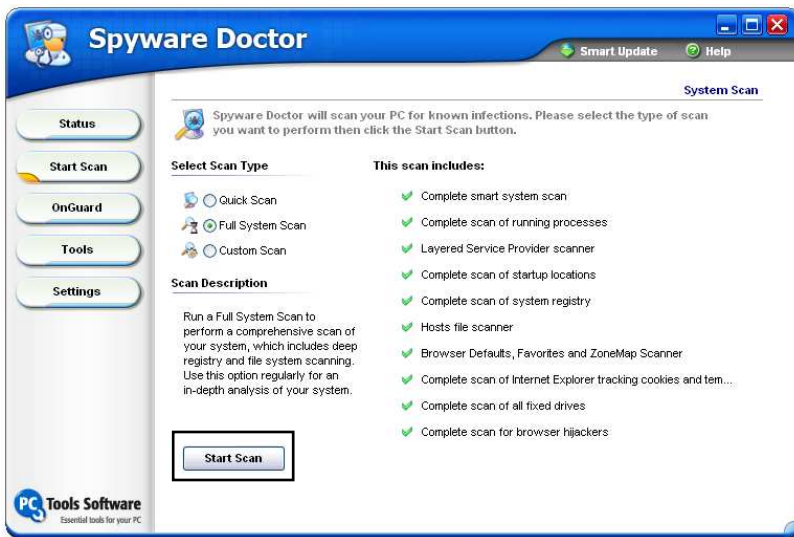 Spyware Doctor
Smart Update
Help
System Scan
Status
Start Scan
OnGuard
Tools
Settings
Spyware Doctor will scan your PC for known infections. Please select the type of scan
you want to perform then click the Start Scan button.
Select Scan Type
Quick Scan
Full System Scan
Custom Scan
Scan Description
Run a Full System Scan to
perform a comprehensive scan of
your system, which includes deep
registry and file system scanning.
Use this option regularly for an
in-depth analysis of your system.
Start Scan
This scan includes:
Complete smart system scan
Complete scan of running processes
Layered Service Provider scanner
Complete scan of startup locations
Complete scan of system registry
Hosts file scanner
Browser Defaults, Favorites and ZoneMap Scanner
Complete scan of Internet Explorer tracking cookies and tem...
Complete scan of all fixed drives
Complete scan for browser hijackers
PC Tools Software
Essential tools for your PC